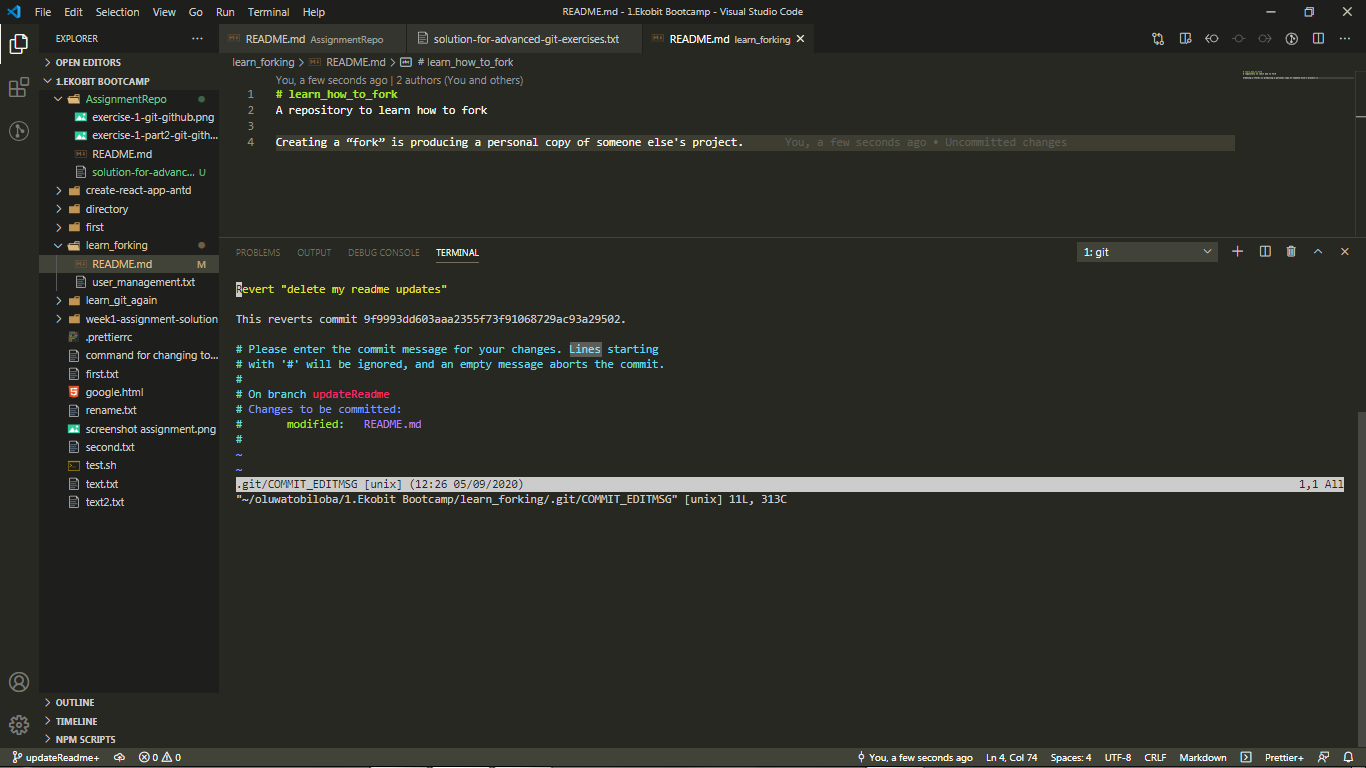 File Edit Selection View Go Run Terminal Help README.md - 1.Ekobit Bootcamp - Visual Studio Code
EXPLORER ···
README.md AssignmentRepo
solution-for-advanced-git-exercises.txt
README.md learn_forking
OPEN EDITORS
1.EKOBIT BOOTCAMP
AssignmentRepo
exercise-1-git-github.png
exercise-1-part2-git-gith...
README.md
solution-for-advanc... U
create-react-app-antd
directory
first
learn_forking
README.md M
user_management.txt
learn_git_again
week1-assignment-solution
.prettierrc
command for changing to...
first.txt
google.html
rename.txt
screenshot assignment.png
second.txt
test.sh
text.txt
text2.txt
OUTLINE
TIMELINE
NPM SCRIPTS
learn_forking > README.md > # learn_how_to_fork
You, a few seconds ago | 2 authors (You and others)
1 # learn_how_to_fork
2 A repository to learn how to fork
3
4 Creating a “fork” is producing a personal copy of someone else's project. You, a few seconds ago • Uncommitted changes
PROBLEMS OUTPUT DEBUG CONSOLE TERMINAL 1: git
Revert "delete my readme updates"
This reverts commit 9f9993dd603aaa2355f73f91068729ac93a29502.
# Please enter the commit message for your changes. Lines starting
# with '#' will be ignored, and an empty message aborts the commit.
#
# On branch updateReadme
# Changes to be committed:
# modified: README.md
#
~
~
.git/COMMIT_EDITMSG [unix] (12:26 05/09/2020) 1,1 All
"~/oluwatobiloba/1.Ekobit Bootcamp/learn_forking/.git/COMMIT_EDITMSG" [unix] 11L, 313C
updateReadme+ 0 0 You, a few seconds ago Ln 4, Col 74 Spaces: 4 UTF-8 CRLF Markdown Prettier+